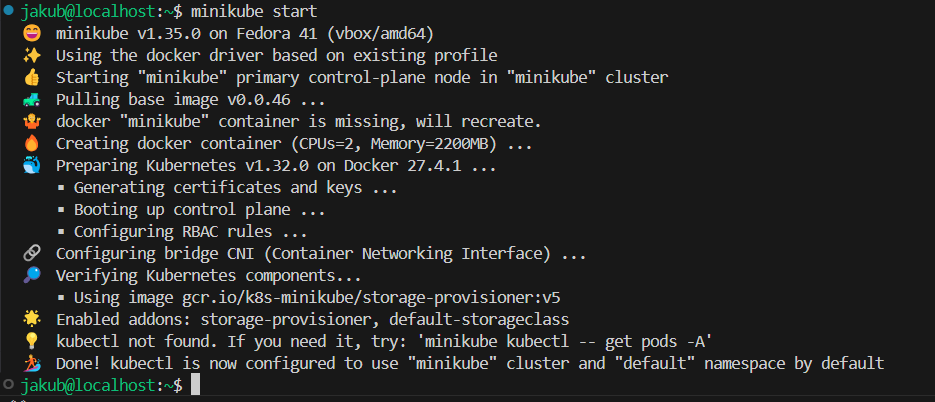 jakub@localhost:~$ minikube start
😄 minikube v1.35.0 on Fedora 41 (vbox/amd64)
✨ Using the docker driver based on existing profile
👍 Starting "minikube" primary control-plane node in "minikube" cluster
🚜 Pulling base image v0.0.46 ...
🤷 docker "minikube" container is missing, will recreate.
🔥 Creating docker container (CPUs=2, Memory=2200MB) ...
🐳 Preparing Kubernetes v1.32.0 on Docker 27.4.1 ...
▪ Generating certificates and keys ...
▪ Booting up control plane ...
▪ Configuring RBAC rules ...
🔗 Configuring bridge CNI (Container Networking Interface) ...
🔎 Verifying Kubernetes components...
▪ Using image gcr.io/k8s-minikube/storage-provisioner:v5
🌟 Enabled addons: storage-provisioner, default-storageclass
💡 kubectl not found. If you need it, try: 'minikube kubectl -- get pods -A'
🏄 Done! kubectl is now configured to use "minikube" cluster and "default" namespace by default
jakub@localhost:~$